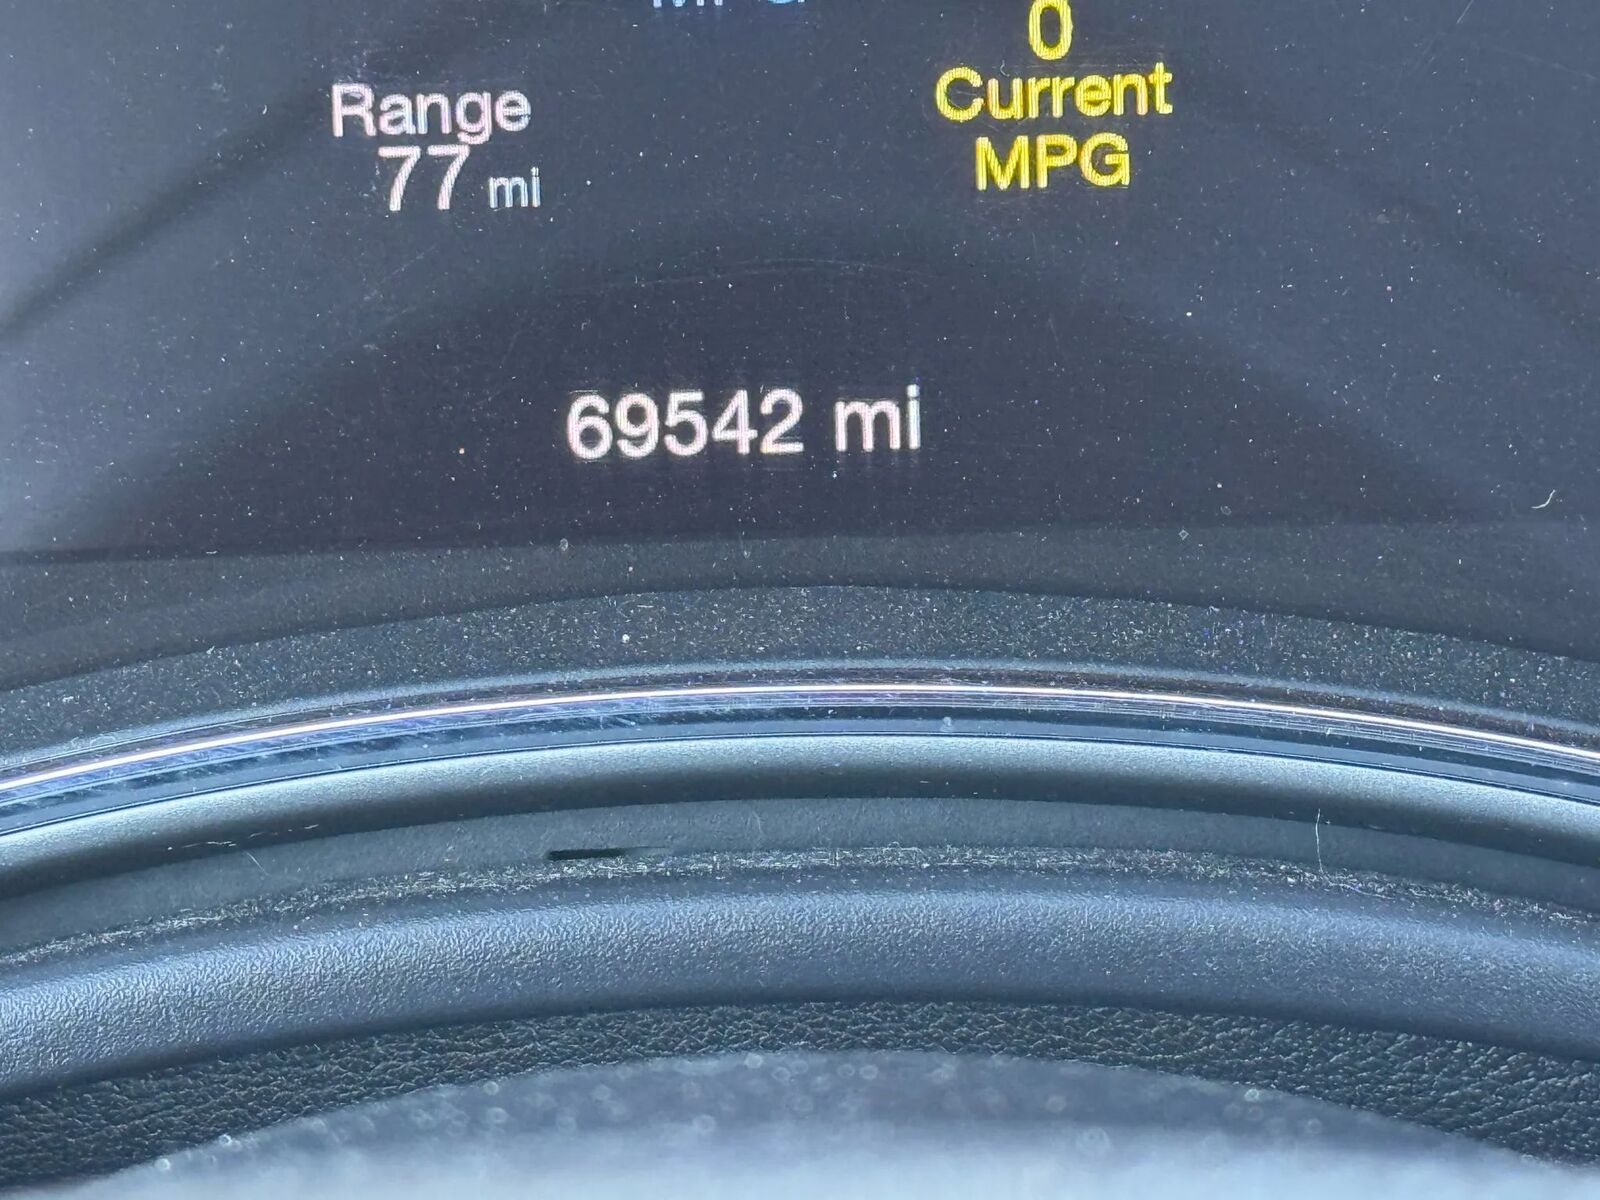 0
Range
Current
77 mi
MPG
69542 mi